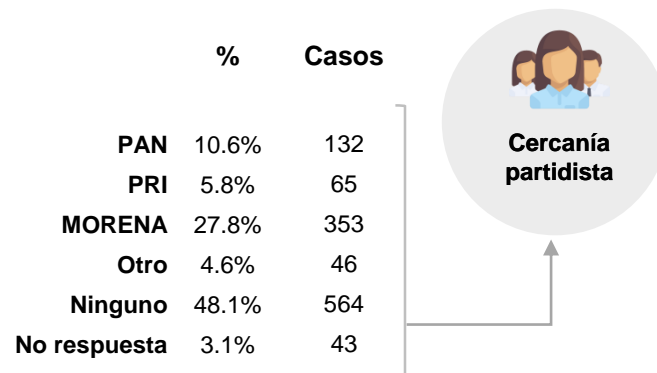 % Casos
PAN 10.6% 132
PRI 5.8% 65
MORENA 27.8% 353
Otro 4.6% 46
Ninguno 48.1% 564
No respuesta 3.1% 43
Cercanía
partidista